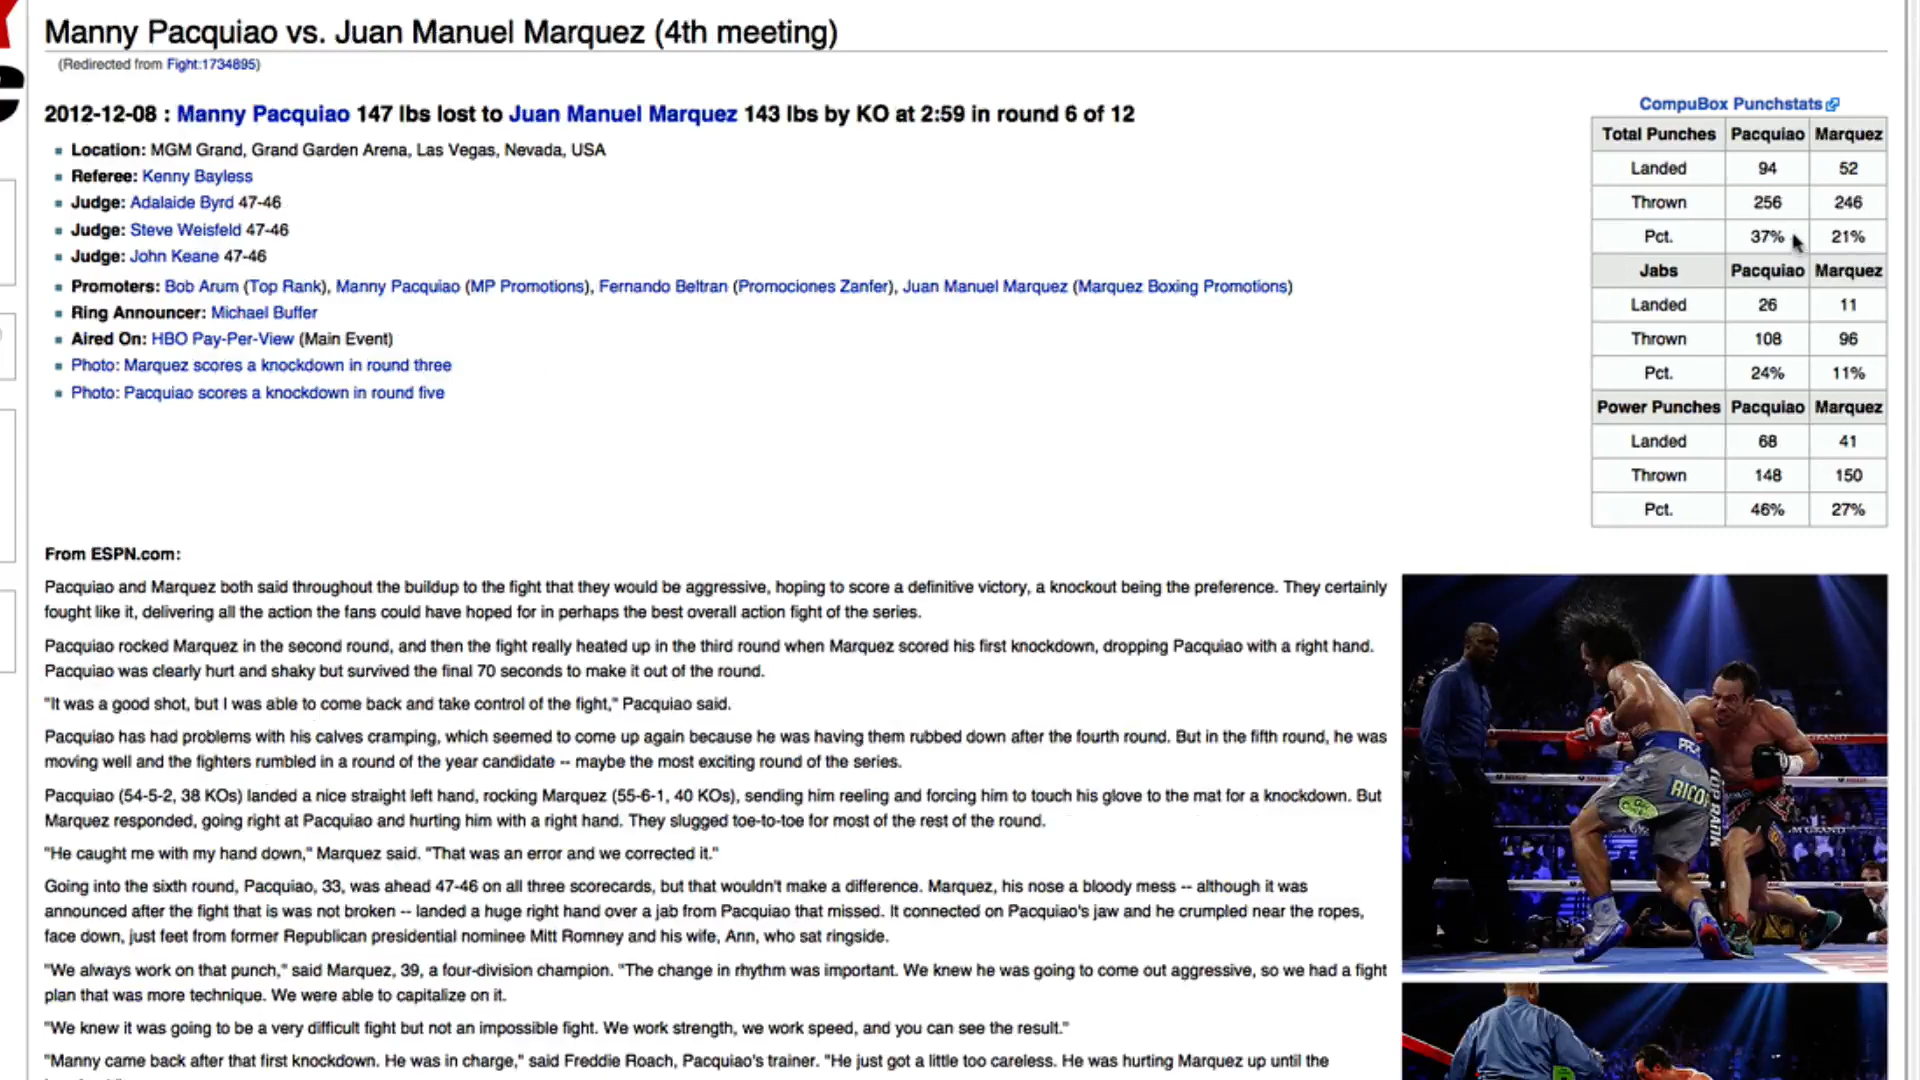 Manny Pacquiao vs. Juan Manuel Marquez (4th meeting)
(Redirected from Fight:1734895)
2012-12-08 : Manny Pacquiao 147 lbs lost to Juan Manuel Marquez 143 lbs by KO at 2:59 in round 6 of 12
Location: MGM Grand, Grand Garden Arena, Las Vegas, Nevada, USA
Referee: Kenny Bayless
Judge: Adalaide Byrd 47-46
Judge: Steve Weisfeld 47-46
Judge: John Keane 47-46
Promoters: Bob Arum (Top Rank), Manny Pacquiao (MP Promotions), Fernando Beltran (Promociones Zanfer), Juan Manuel Marquez (Marquez Boxing Promotions)
Ring Announcer: Michael Buffer
Aired On: HBO Pay-Per-View (Main Event)
Photo: Marquez scores a knockdown in round three
Photo: Pacquiao scores a knockdown in round five
CompuBox Punchstats
Total Punches Pacquiao Marquez
Landed 94 52
Thrown 256 246
Pct. 37% 21%
Jabs Pacquiao Marquez
Landed 26 11
Thrown 108 96
Pct. 24% 11%
Power Punches Pacquiao Marquez
Landed 68 41
Thrown 148 150
Pct. 46% 27%
From ESPN.com:
Pacquiao and Marquez both said throughout the buildup to the fight that they would be aggressive, hoping to score a definitive victory, a knockout being the preference. They certainly
fought like it, delivering all the action the fans could have hoped for in perhaps the best overall action fight of the series.
Pacquiao rocked Marquez in the second round, and then the fight really heated up in the third round when Marquez scored his first knockdown, dropping Pacquiao with a right hand.
Pacquiao was clearly hurt and shaky but survived the final 70 seconds to make it out of the round.
"It was a good shot, but I was able to come back and take control of the fight," Pacquiao said.
Pacquiao has had problems with his calves cramping, which seemed to come up again because he was having them rubbed down after the fourth round. But in the fifth round, he was
moving well and the fighters rumbled in a round of the year candidate -- maybe the most exciting round of the series.
Pacquiao (54-5-2, 38 KOs) landed a nice straight left hand, rocking Marquez (55-6-1, 40 KOs), sending him reeling and forcing him to touch his glove to the mat for a knockdown. But
Marquez responded, going right at Pacquiao and hurting him with a right hand. They slugged toe-to-toe for most of the rest of the round.
"He caught me with my hand down," Marquez said. "That was an error and we corrected it."
Going into the sixth round, Pacquiao, 33, was ahead 47-46 on all three scorecards, but that wouldn't make a difference. Marquez, his nose a bloody mess -- although it was
announced after the fight that is was not broken -- landed a huge right hand over a jab from Pacquiao that missed. It connected on Pacquiao's jaw and he crumpled near the ropes,
face down, just feet from former Republican presidential nominee Mitt Romney and his wife, Ann, who sat ringside.
"We always work on that punch," said Marquez, 39, a four-division champion. "The change in rhythm was important. We knew he was going to come out aggressive, so we had a fight
plan that was more technique. We were able to capitalize on it.
"We knew it was going to be a very difficult fight but not an impossible fight. We work strength, we work speed, and you can see the result."
"Manny came back after that first knockdown. He was in charge," said Freddie Roach, Pacquiao's trainer. "He just got a little too careless. He was hurting Marquez up until the